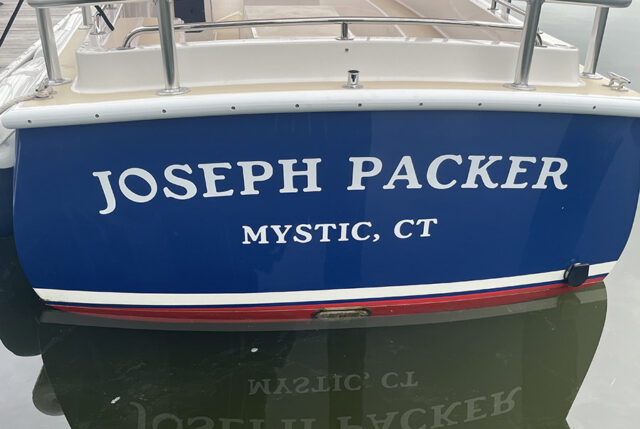 JOSEPH PACKER
MYSTIC, CT